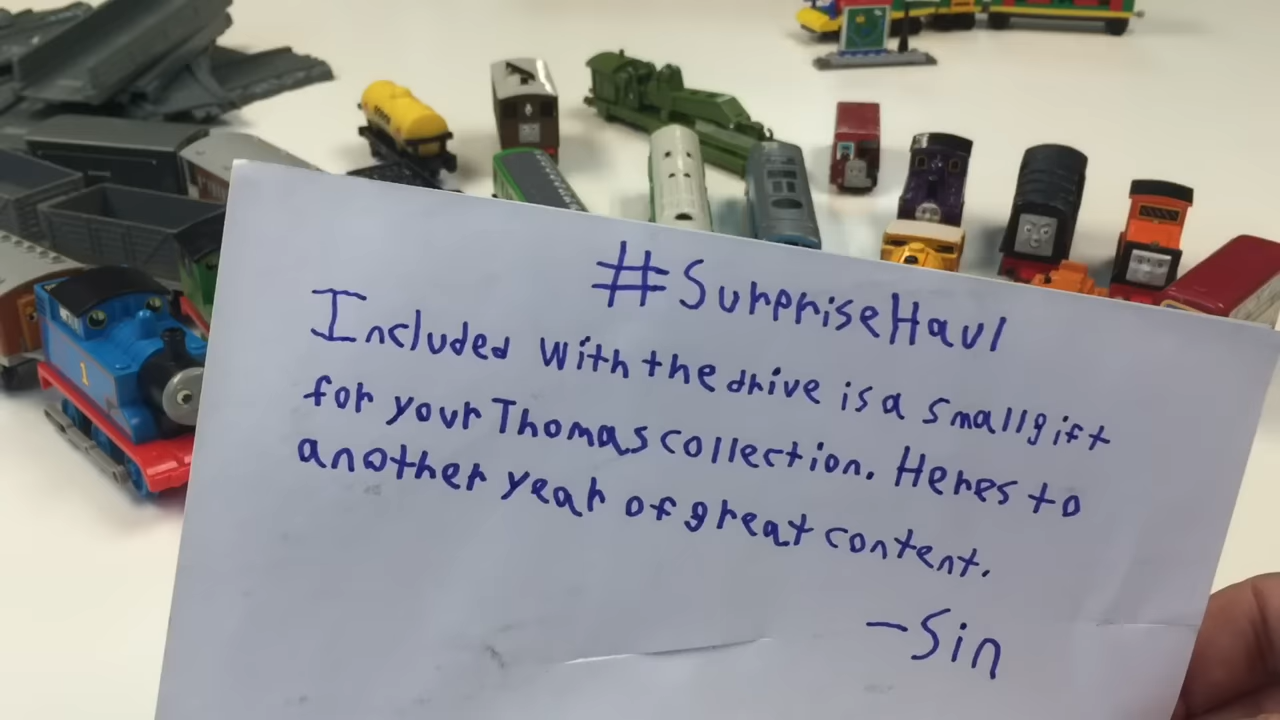 #SurpriseHaul
Included with the drive is a small gift
for your Thomas collection. Heres to
another year of great content.
-Sin
1